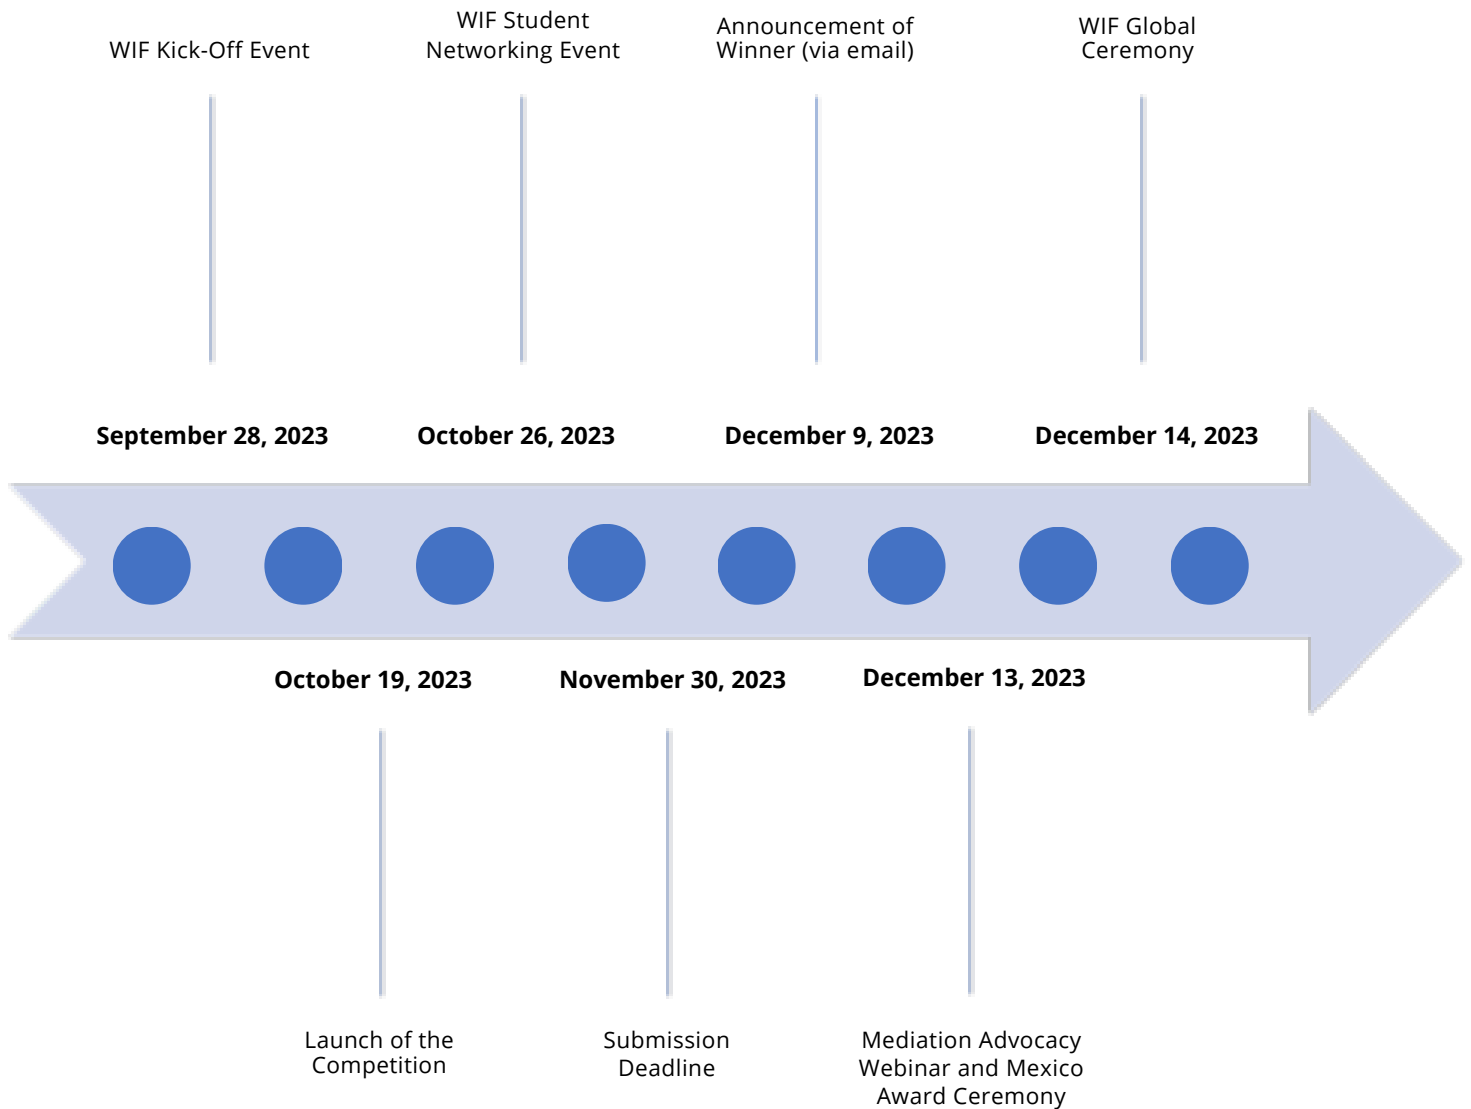 WIF Kick-Off Event
WIF Student
Networking Event
Announcement of
Winner (via email)
WIF Global
Ceremony
September 28, 2023
October 26, 2023
December 9, 2023
December 14, 2023
October 19, 2023
November 30, 2023
December 13, 2023
Launch of the
Competition
Submission
Deadline
Mediation Advocacy
Webinar and Mexico
Award Ceremony